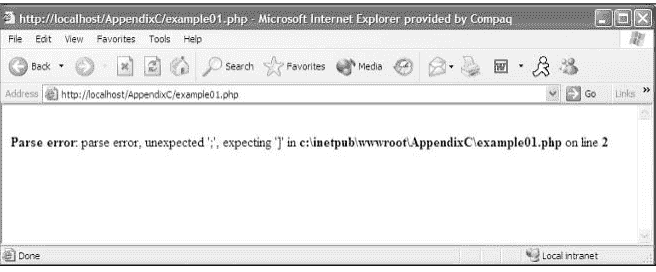 http://localhost/AppendixC/example01.php - Microsoft Internet Explorer provided by Compaq
File Edit View Favorites Tools Help
Back Search Favorites Media
Address http://localhost/AppendixC/example01.php Go Links »
Parse error: parse error, unexpected ';', expecting ']' in c:\inetpub\wwwroot\AppendixC\example01.php on line 2
Done Local intranet